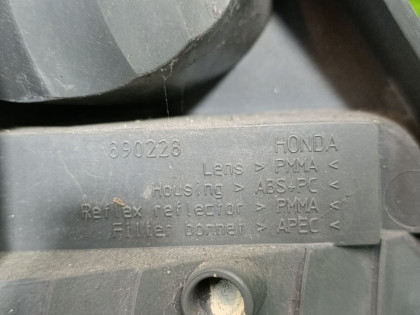 890228 HONDA
Lens > PMMA <
Housing > ABS+PC <
Reflex reflector > PMMA <
Filler bonnet > APEC <